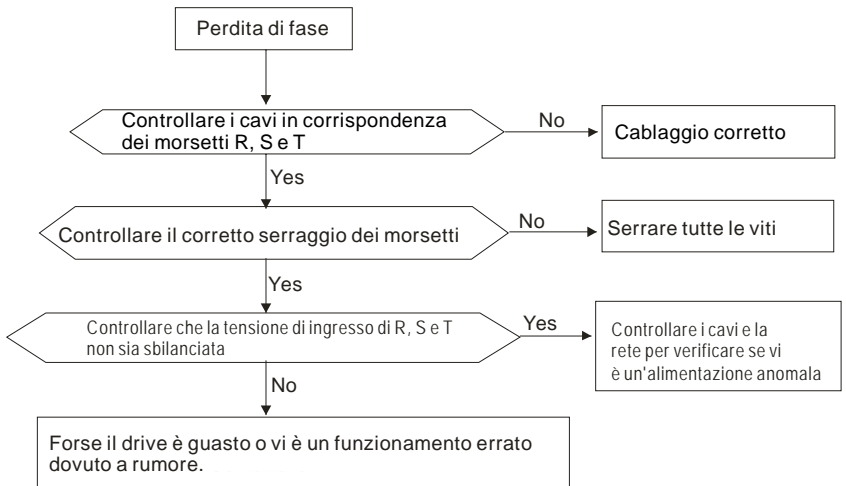 Perdita di fase
Controllare i cavi in corrispondenza
dei morsetti R, S e T
No
Cablaggio corretto
Yes
Controllare il corretto serraggio dei morsetti
No
Serrare tutte le viti
Yes
Controllare che la tensione di ingresso di R, S e T
non sia sbilanciata
Yes
Controllare i cavi e la
rete per verificare se vi
è un'alimentazione anomala
No
Forse il drive è guasto o vi è un funzionamento errato
dovuto a rumore.